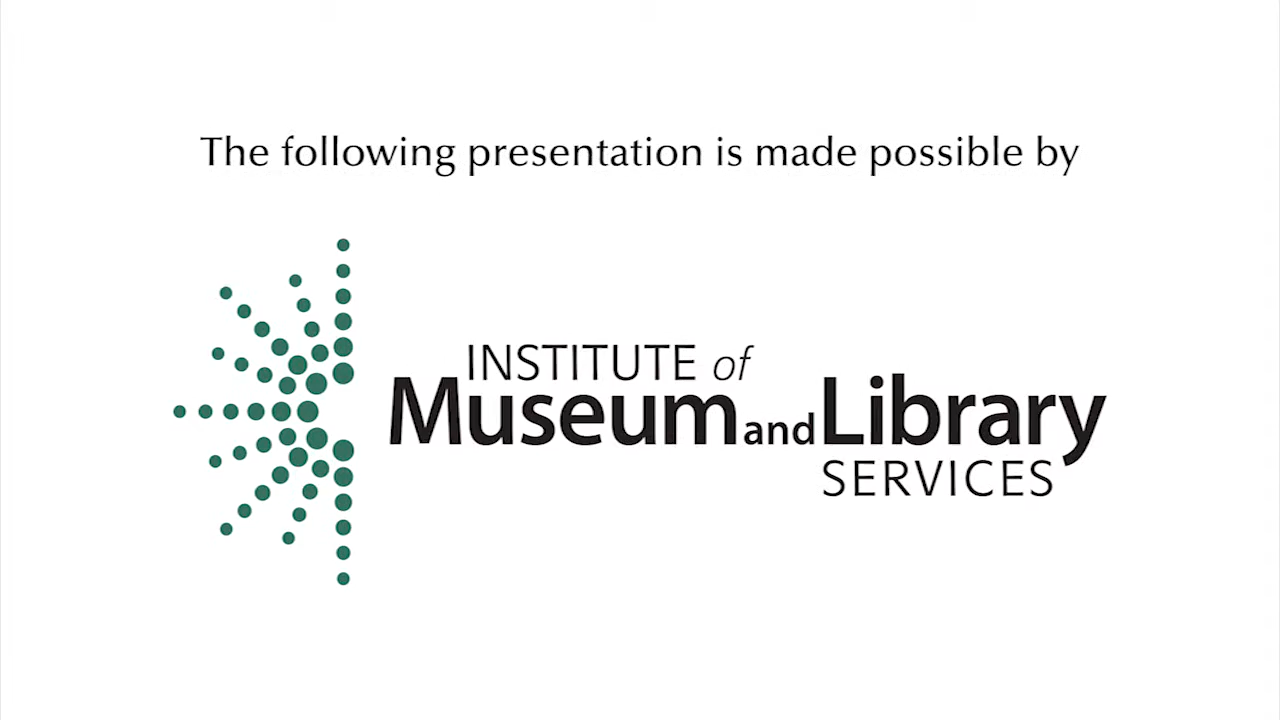 The following presentation is made possible by
INSTITUTE of
Museum and Library
SERVICES